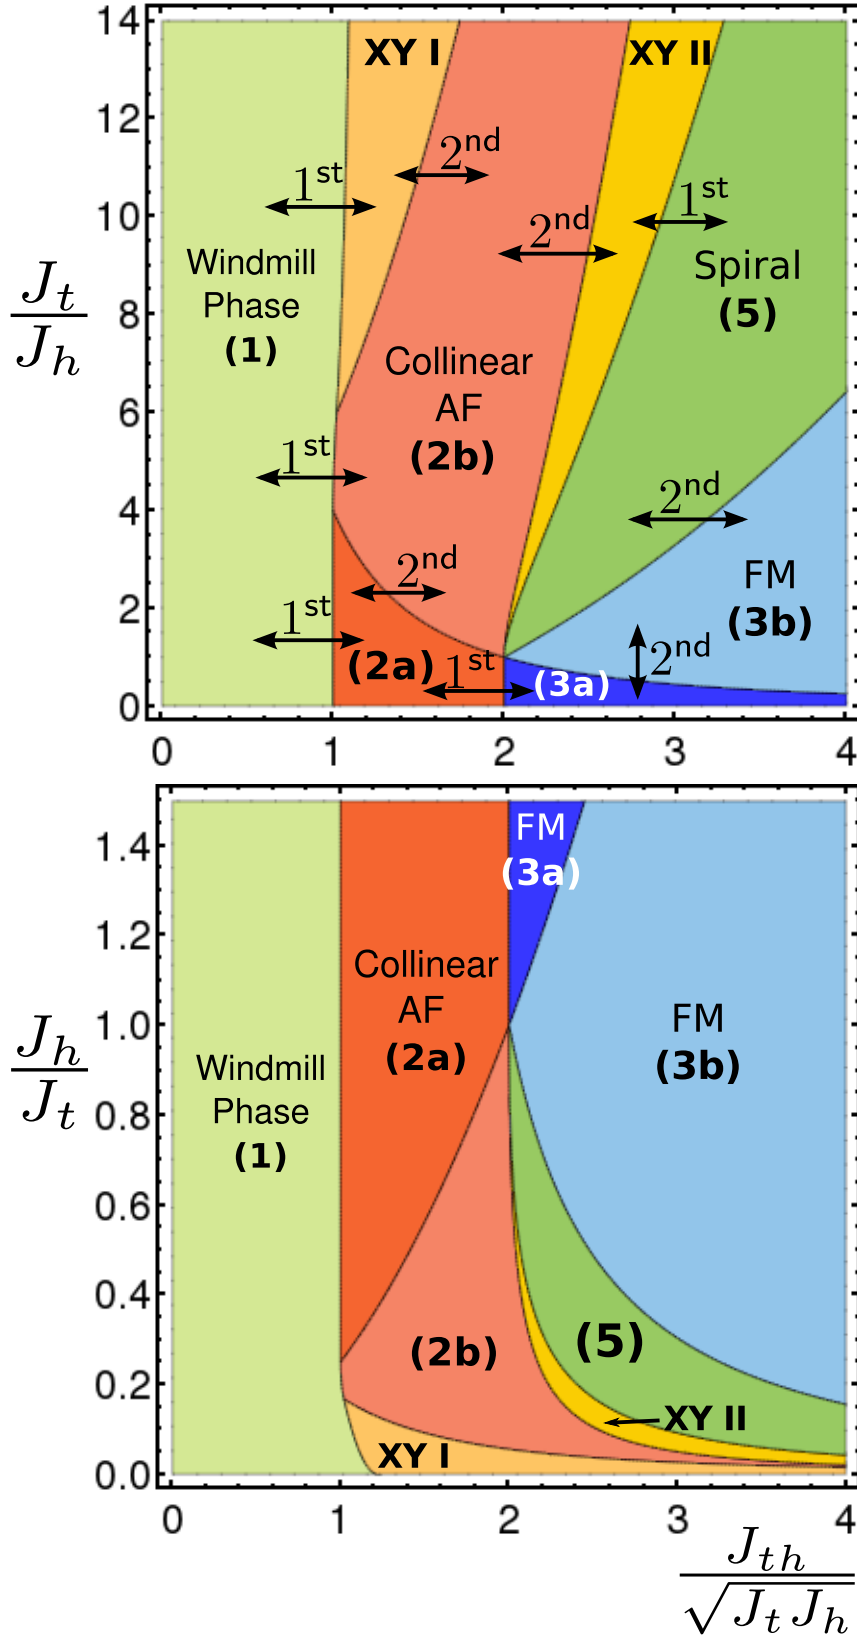 14
12
10
8
6
4
2
0
J_t
J_h
XY I
XY II
2nd
1st
2nd
1st
Windmill
Phase
(1)
Spiral
(5)
Collinear
AF
(2b)
1st
2nd
2nd
1st
FM
(3b)
(2a)
1st
2nd
(3a)
0 1 2 3 4
1.4
1.2
1.0
0.8
0.6
0.4
0.2
0.0
J_h
J_t
FM
(3a)
Collinear
AF
(2a)
FM
(3b)
Windmill
Phase
(1)
(2b)
(5)
XY II
XY I
0 1 2 3 4
J_{th}
√J_t J_h